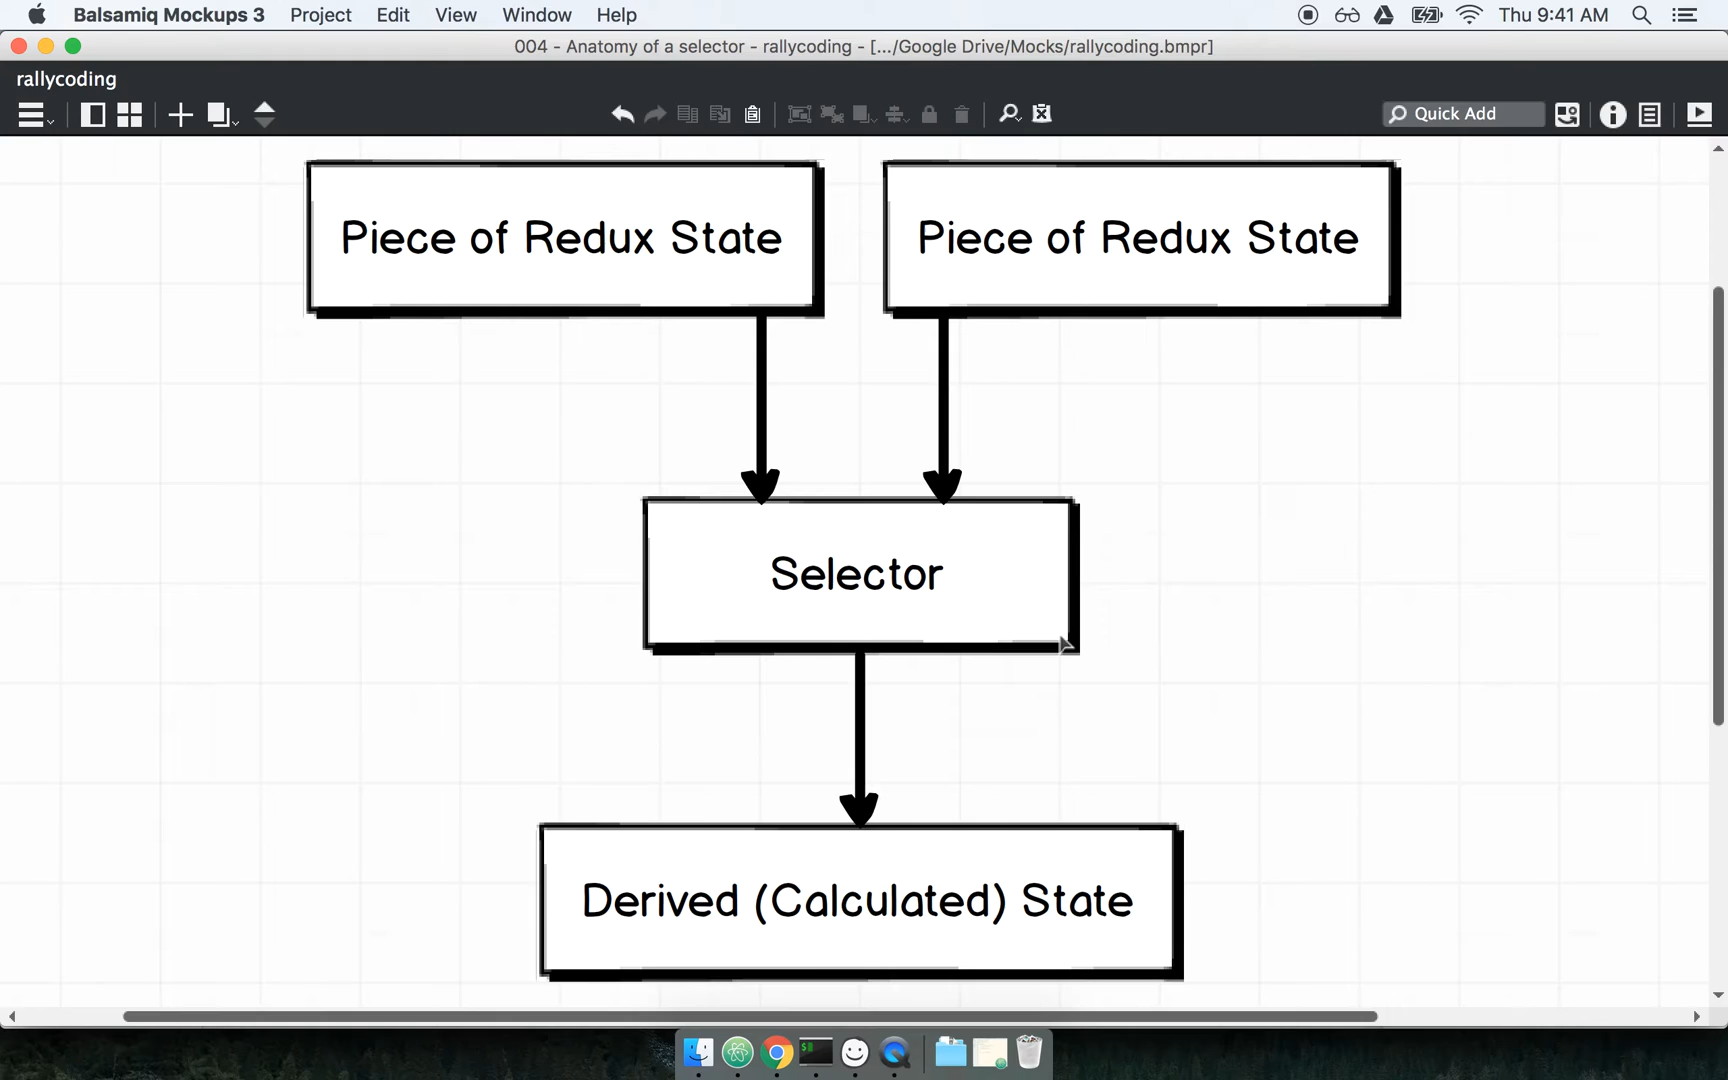 Balsamiq Mockups 3 Project Edit View Window Help Thu 9:41 AM
004 - Anatomy of a selector - rallycoding - [.../Google Drive/Mocks/rallycoding.bmpr]
rallycoding
Quick Add
Piece of Redux State
Piece of Redux State
Selector
Derived (Calculated) State